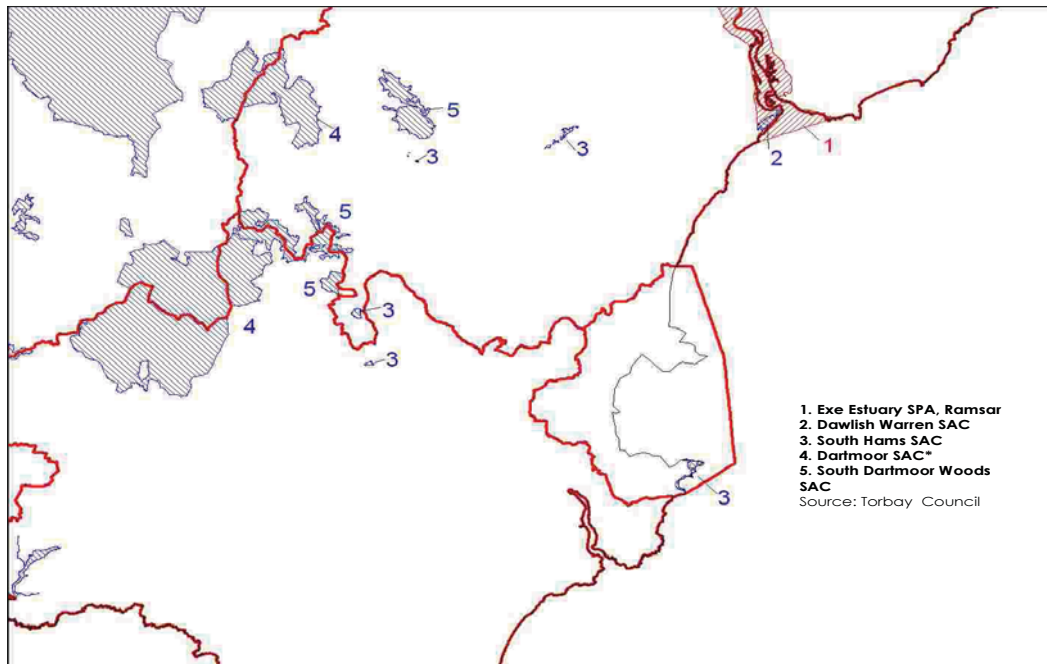 5
4
3
3
2
1
5
5
3
4
3
1. Exe Estuary SPA, Ramsar
2. Dawlish Warren SAC
3. South Hams SAC
4. Dartmoor SAC*
5. South Dartmoor Woods
SAC
Source: Torbay Council
3